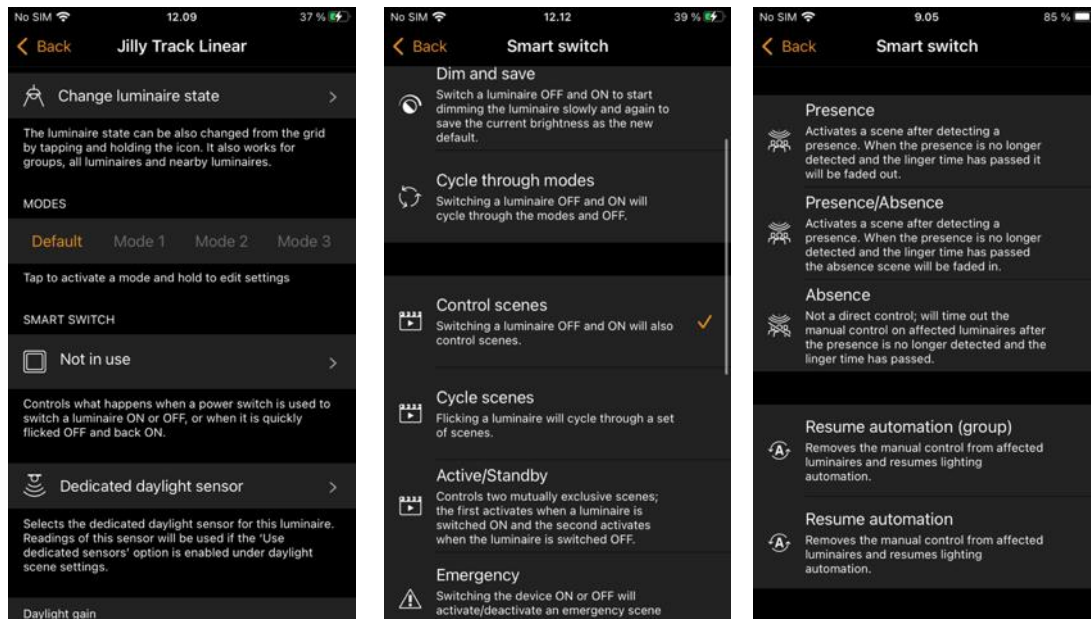 No SIM 12.09 37 %
Back Jilly Track Linear
Change luminaire state
The luminaire state can be also changed from the grid
by tapping and holding the icon. It also works for
groups, all luminaires and nearby luminaires.
MODES
Default Mode 1 Mode 2 Mode 3
Tap to activate a mode and hold to edit settings
SMART SWITCH
Not in use
Controls what happens when a power switch is used to
switch a luminaire ON or OFF, or when it is quickly
flicked OFF and back ON.
Dedicated daylight sensor
Selects the dedicated daylight sensor for this luminaire.
Readings of this sensor will be used if the 'Use
dedicated sensors' option is enabled under daylight
scene settings.
Daylight gain
No SIM 12.12 39 %
Back Smart switch
Dim and save
Switch a luminaire OFF and ON to start
dimming the luminaire slowly and again to
save the current brightness as the new
default.
Cycle through modes
Switching a luminaire OFF and ON will
cycle through the modes and OFF.
Control scenes
Switching a luminaire OFF and ON will also
control scenes.
Cycle scenes
Flicking a luminaire will cycle through a set
of scenes.
Active/Standby
Controls two mutually exclusive scenes;
the first activates when a luminaire is
switched ON and the second activates
when the luminaire is switched OFF.
Emergency
Switching the device ON or OFF will
activate/deactivate an emergency scene
No SIM 9.05 85 %
Back Smart switch
Presence
Activates a scene after detecting a
presence. When the presence is no longer
detected and the linger time has passed it
will be faded out.
Presence/Absence
Activates a scene after detecting a
presence. When the presence is no longer
detected and the linger time has passed
the absence scene will be faded in.
Absence
Not a direct control; will time out the
manual control on affected luminaires after
the presence is no longer detected and the
linger time has passed.
Resume automation (group)
Removes the manual control from affected
luminaires and resumes lighting
automation.
Resume automation
Removes the manual control from affected
luminaires and resumes lighting
automation.